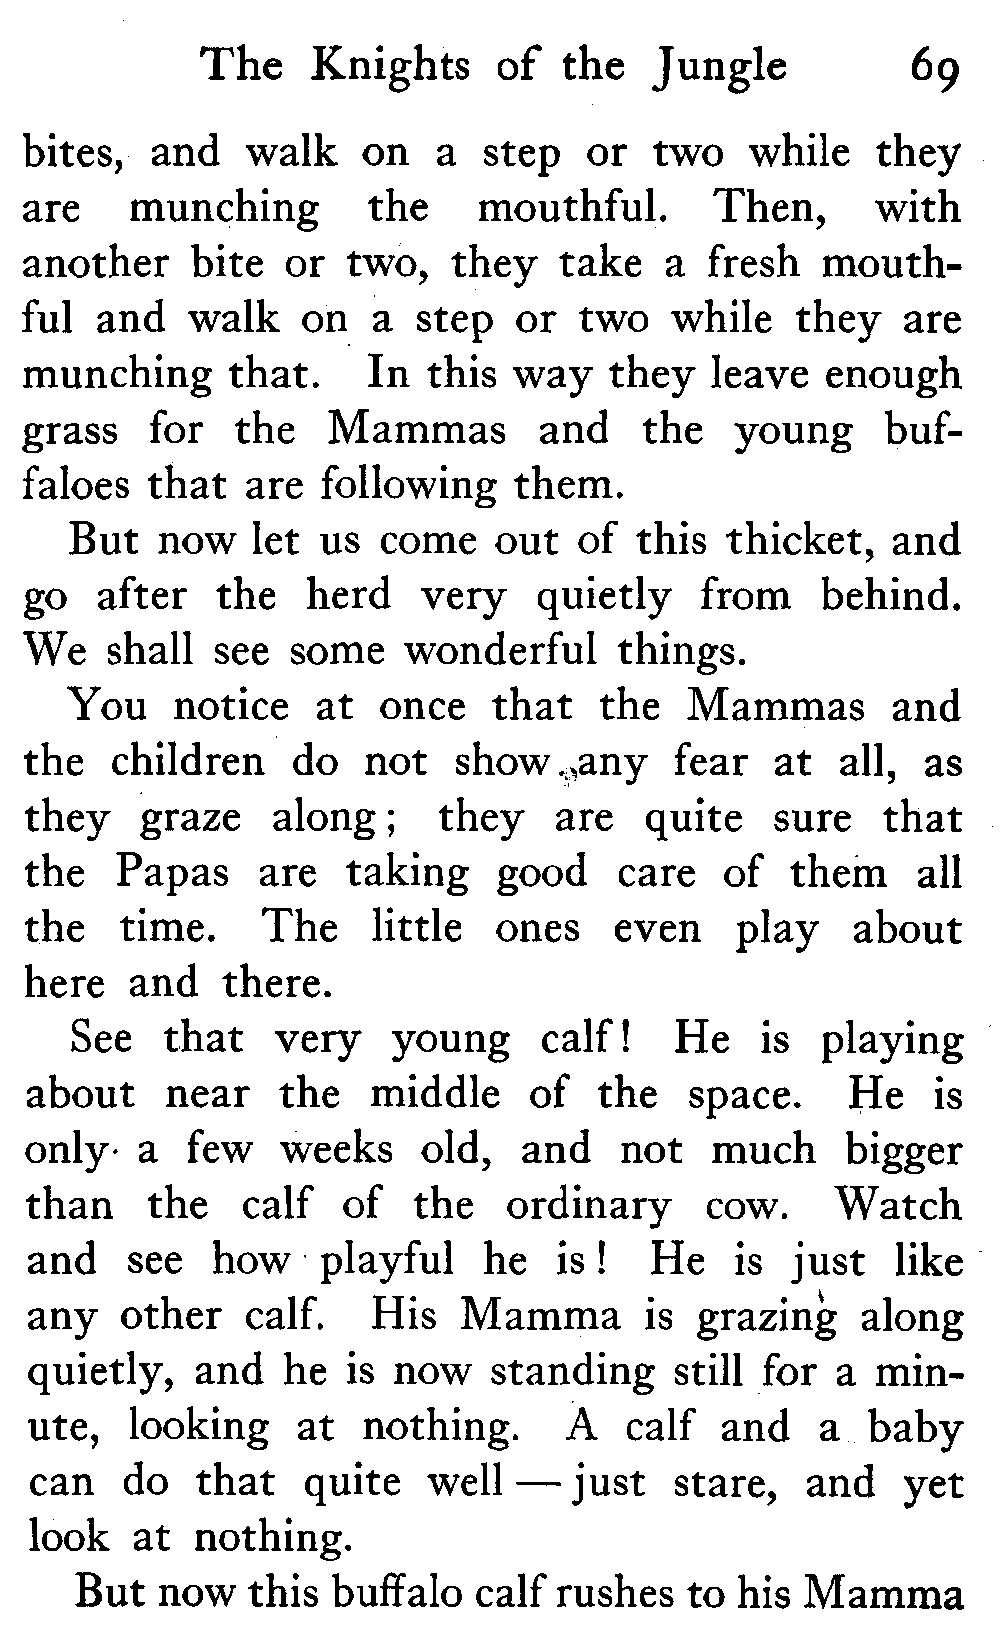 The Knights of the Jungle 69
bites, and walk on a step or two while they
are munching the mouthful. Then, with
another bite or two, they take a fresh mouth-
ful and walk on a step or two while they are
munching that. In this way they leave enough
grass for the Mammas and the young buf-
faloes that are following them.
But now let us come out of this thicket, and
go after the herd very quietly from behind.
We shall see some wonderful things.
You notice at once that the Mammas and
the children do not show any fear at all, as
they graze along; they are quite sure that
the Papas are taking good care of them all
the time. The little ones even play about
here and there.
See that very young calf! He is playing
about near the middle of the space. He is
only a few weeks old, and not much bigger
than the calf of the ordinary cow. Watch
and see how playful he is! He is just like
any other calf. His Mamma is grazing along
quietly, and he is now standing still for a min-
ute, looking at nothing. A calf and a baby
can do that quite well — just stare, and yet
look at nothing.
But now this buffalo calf rushes to his Mamma